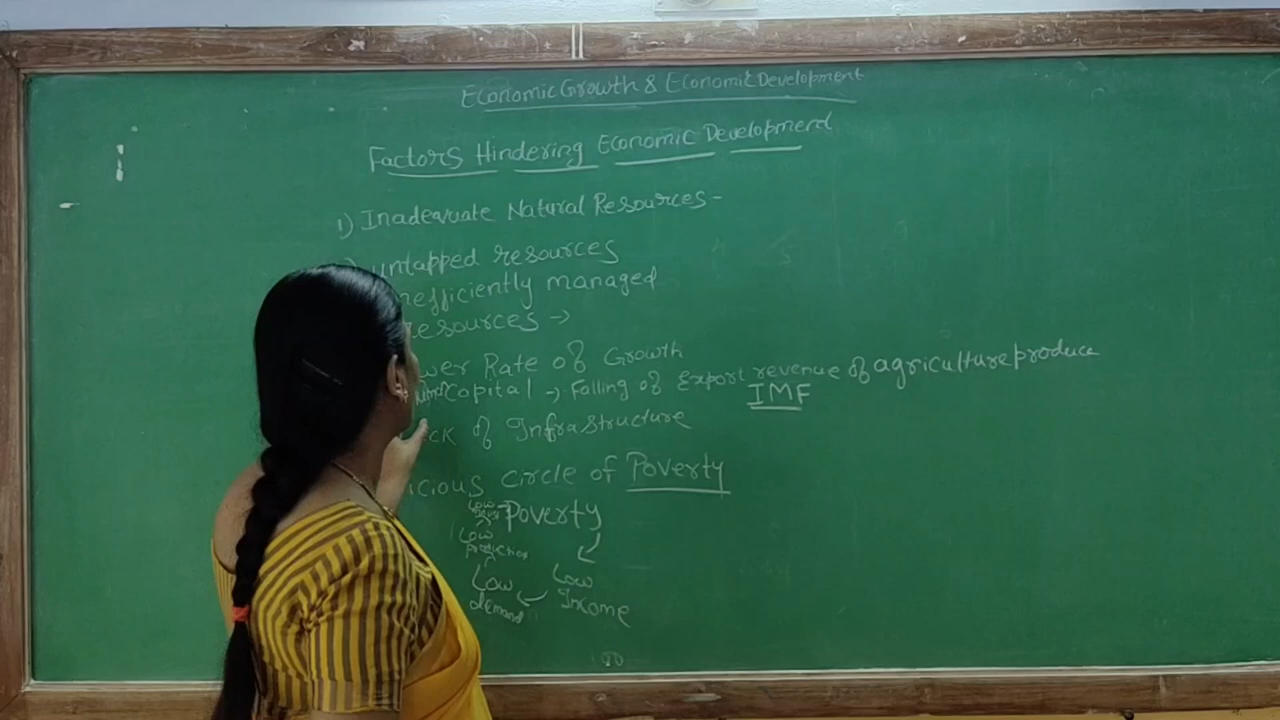 Economic Growth & Economic Development
Factors Hindering Economic Development
1) Inadequate Natural Resources -
untapped resources
nefficiently managed
resources →
wer Rate of Growth
Capital → Falling of Export revenue of agriculture produce
IMF
ck of Infrastructure
icious circle of Poverty
Poverty
Low
Low
production
Low
demand
Low
Income